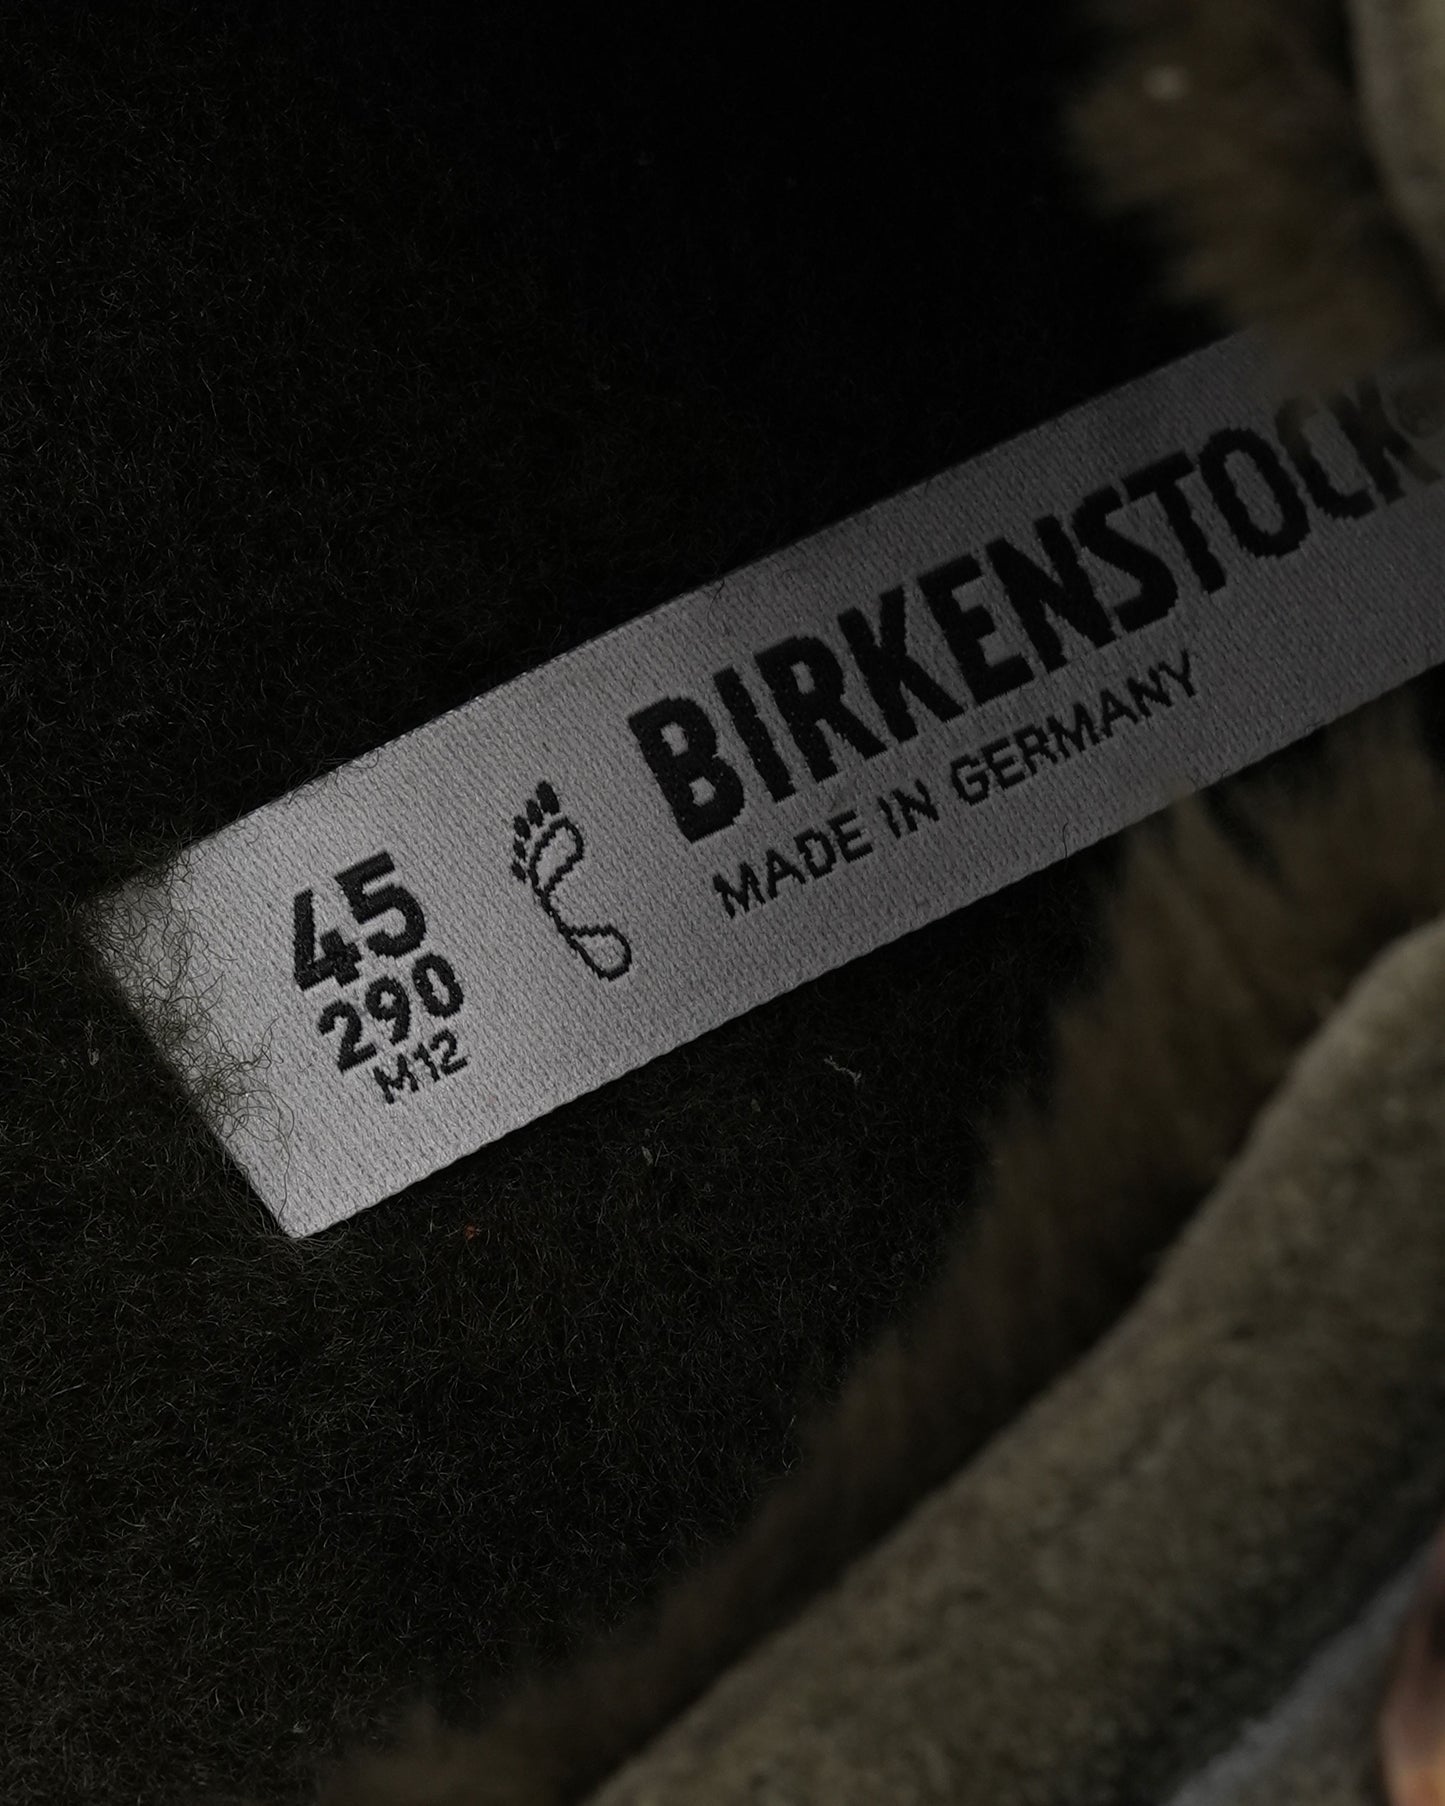 45
290
M12
BIRKENSTOCK®
MADE IN GERMANY